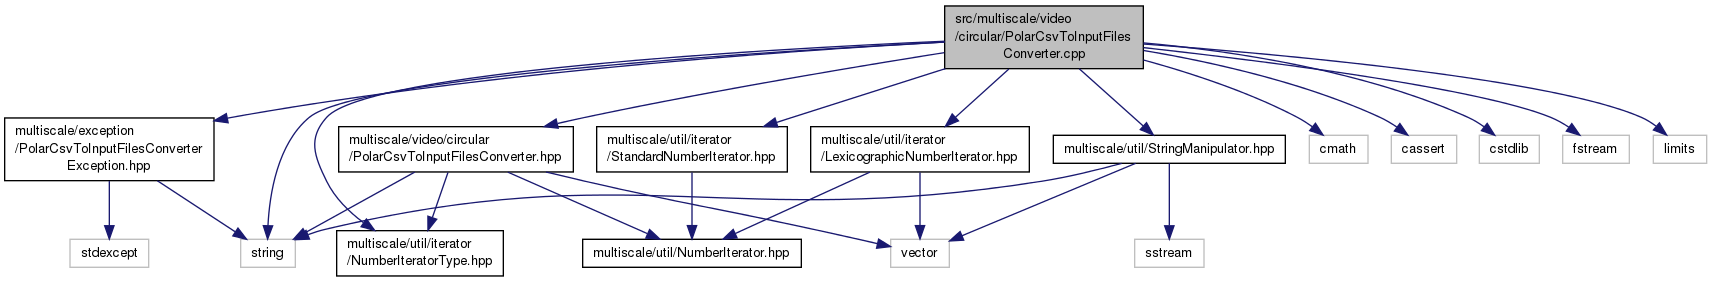 src/multiscale/video
/circular/PolarCsvToInputFiles
Converter.cpp
multiscale/exception
/PolarCsvToInputFilesConverter
Exception.hpp
multiscale/video/circular
/PolarCsvToInputFilesConverter.hpp
multiscale/util/iterator
/StandardNumberIterator.hpp
multiscale/util/iterator
/LexicographicNumberIterator.hpp
multiscale/util/StringManipulator.hpp
cmath
cassert
cstdlib
fstream
limits
stdexcept
string
multiscale/util/iterator
/NumberIteratorType.hpp
multiscale/util/NumberIterator.hpp
vector
sstream